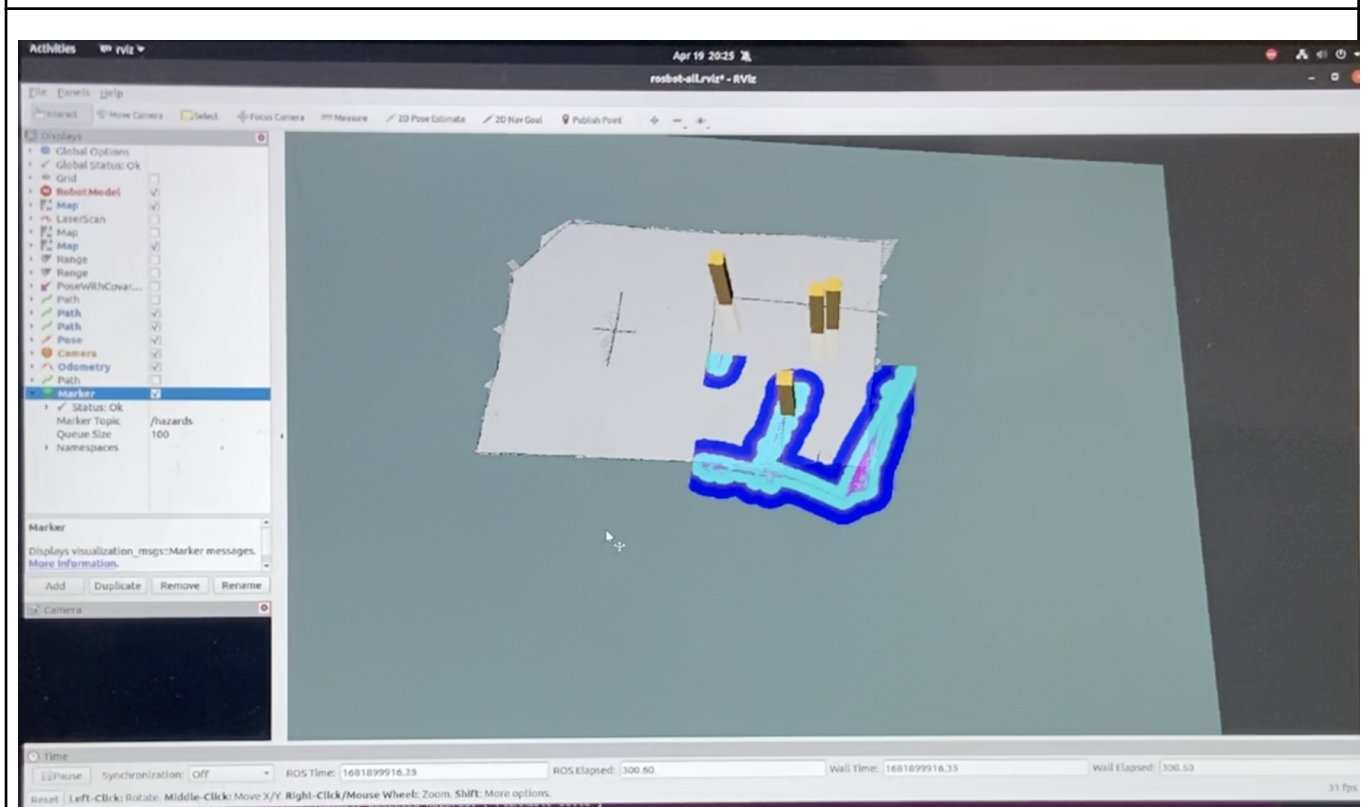 Activities rviz
Apr 19 20:25
rosbot-all.rviz* - RViz
File Panels Help
Interact Move Camera Select Focus Camera Measure 2D Pose Estimate 2D Nav Goal Publish Point
Displays
Global Options
Global Status: Ok
Grid
RobotModel
Map
LaserScan
Map
Map
Range
Range
PoseWithCovar...
Path
Path
Path
Pose
Camera
Odometry
Path
Marker
Status: Ok
Marker Topic /hazards
Queue Size 100
Namespaces
Marker
Displays visualization_msgs::Marker messages.
More Information.
Add Duplicate Remove Rename
Camera
Time
Pause Synchronization: Off ROS Time: 1681899916.35 ROS Elapsed: 300.60 Wall Time: 1681899916.35 Wall Elapsed:
Reset Left-Click: Rotate. Middle-Click: Move X/Y. Right-Click/Mouse Wheel: Zoom. Shift: More options.
31 fps